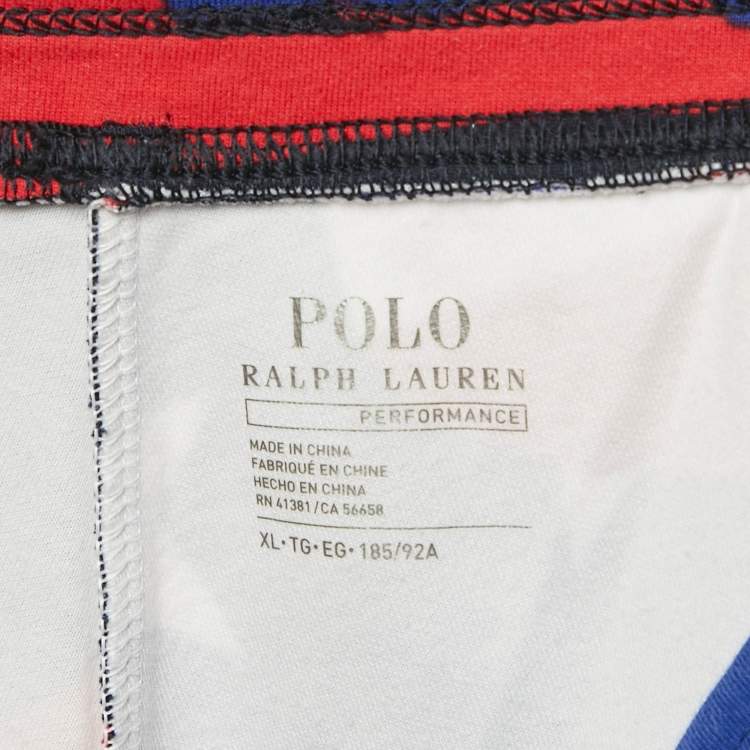 POLO
RALPH LAUREN
PERFORMANCE
MADE IN CHINA
FABRIQUÉ EN CHINE
HECHO EN CHINA
RN 41381/CA 56658
XL•TG•EG•185/92A